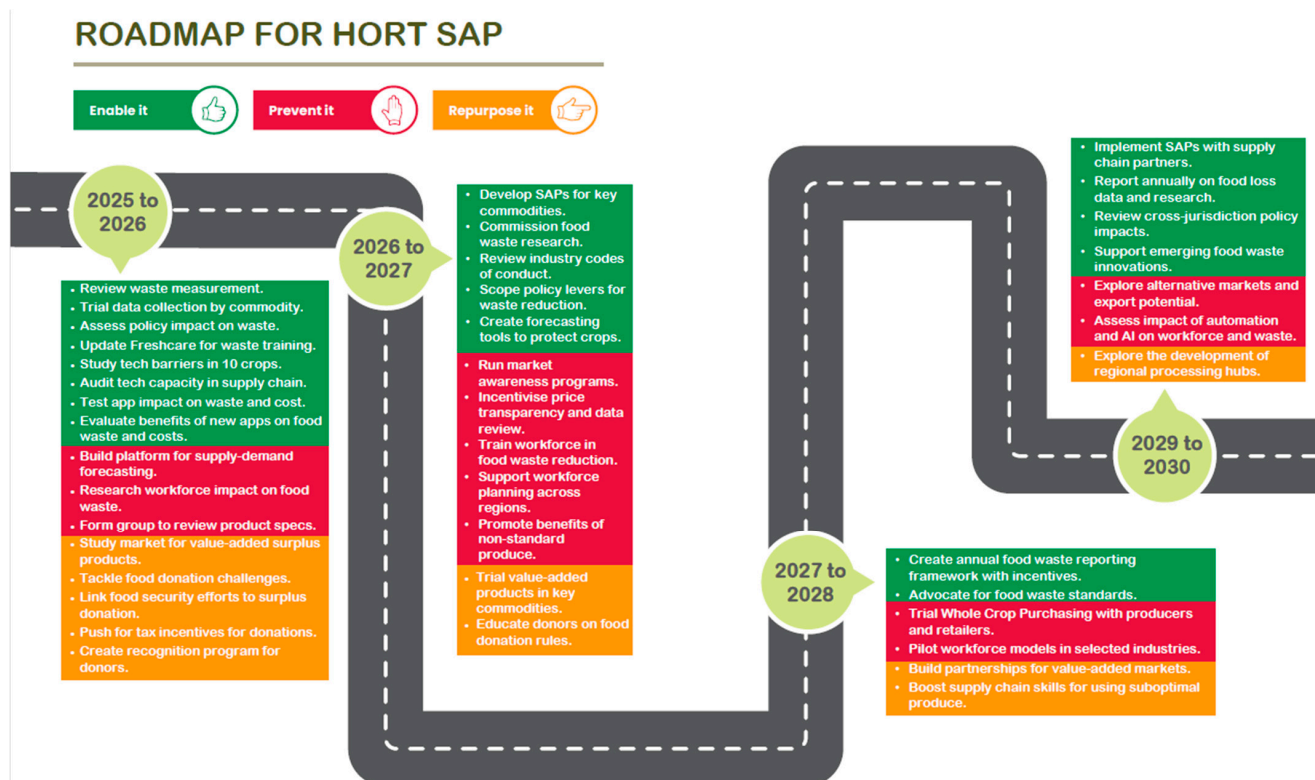 ROADMAP FOR HORT SAP
Enable it
Prevent it
Repurpose it
2025 to
2026
• Review waste measurement.
• Trial data collection by commodity.
• Assess policy impact on waste.
• Update Freshcare for waste training.
• Study tech barriers in 10 crops.
• Audit tech capacity in supply chain.
• Test app impact on waste and cost.
• Evaluate benefits of new apps on food
waste and costs.
• Build platform for supply-demand
forecasting.
• Research workforce impact on food
waste.
• Form group to review product specs.
• Study market for value-added surplus
products.
• Tackle food donation challenges.
• Link food security efforts to surplus
donation.
• Push for tax incentives for donations.
• Create recognition program for
donors.
2026 to
2027
• Develop SAPs for key
commodities.
• Commission food
waste research.
• Review industry codes
of conduct.
• Scope policy levers for
waste reduction.
• Create forecasting
tools to protect crops.
• Run market
awareness programs.
• Incentivise price
transparency and data
review.
• Train workforce in
food waste reduction.
• Support workforce
planning across
regions.
• Promote benefits of
non-standard
produce.
• Trial value-added
products in key
commodities.
• Educate donors on food
donation rules.
2027 to
2028
• Create annual food waste reporting
framework with incentives.
• Advocate for food waste standards.
• Trial Whole Crop Purchasing with producers
and retailers.
• Pilot workforce models in selected industries.
• Build partnerships for value-added markets.
• Boost supply chain skills for using suboptimal
produce.
• Implement SAPs with supply
chain partners.
• Report annually on food loss
data and research.
• Review cross-jurisdiction policy
impacts.
• Support emerging food waste
innovations.
• Explore alternative markets and
export potential.
• Assess impact of automation
and AI on workforce and waste.
• Explore the development of
regional processing hubs.
2029 to
2030